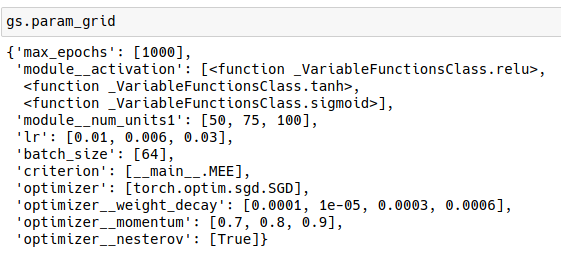 gs.param_grid
{'max_epochs': [1000],
 'module__activation': [<function _VariableFunctionsClass.relu>,
  <function _VariableFunctionsClass.tanh>,
  <function _VariableFunctionsClass.sigmoid>],
 'module__num_units1': [50, 75, 100],
 'lr': [0.01, 0.006, 0.03],
 'batch_size': [64],
 'criterion': [__main__.MEE],
 'optimizer': [torch.optim.sgd.SGD],
 'optimizer__weight_decay': [0.0001, 1e-05, 0.0003, 0.0006],
 'optimizer__momentum': [0.7, 0.8, 0.9],
 'optimizer__nesterov': [True]}